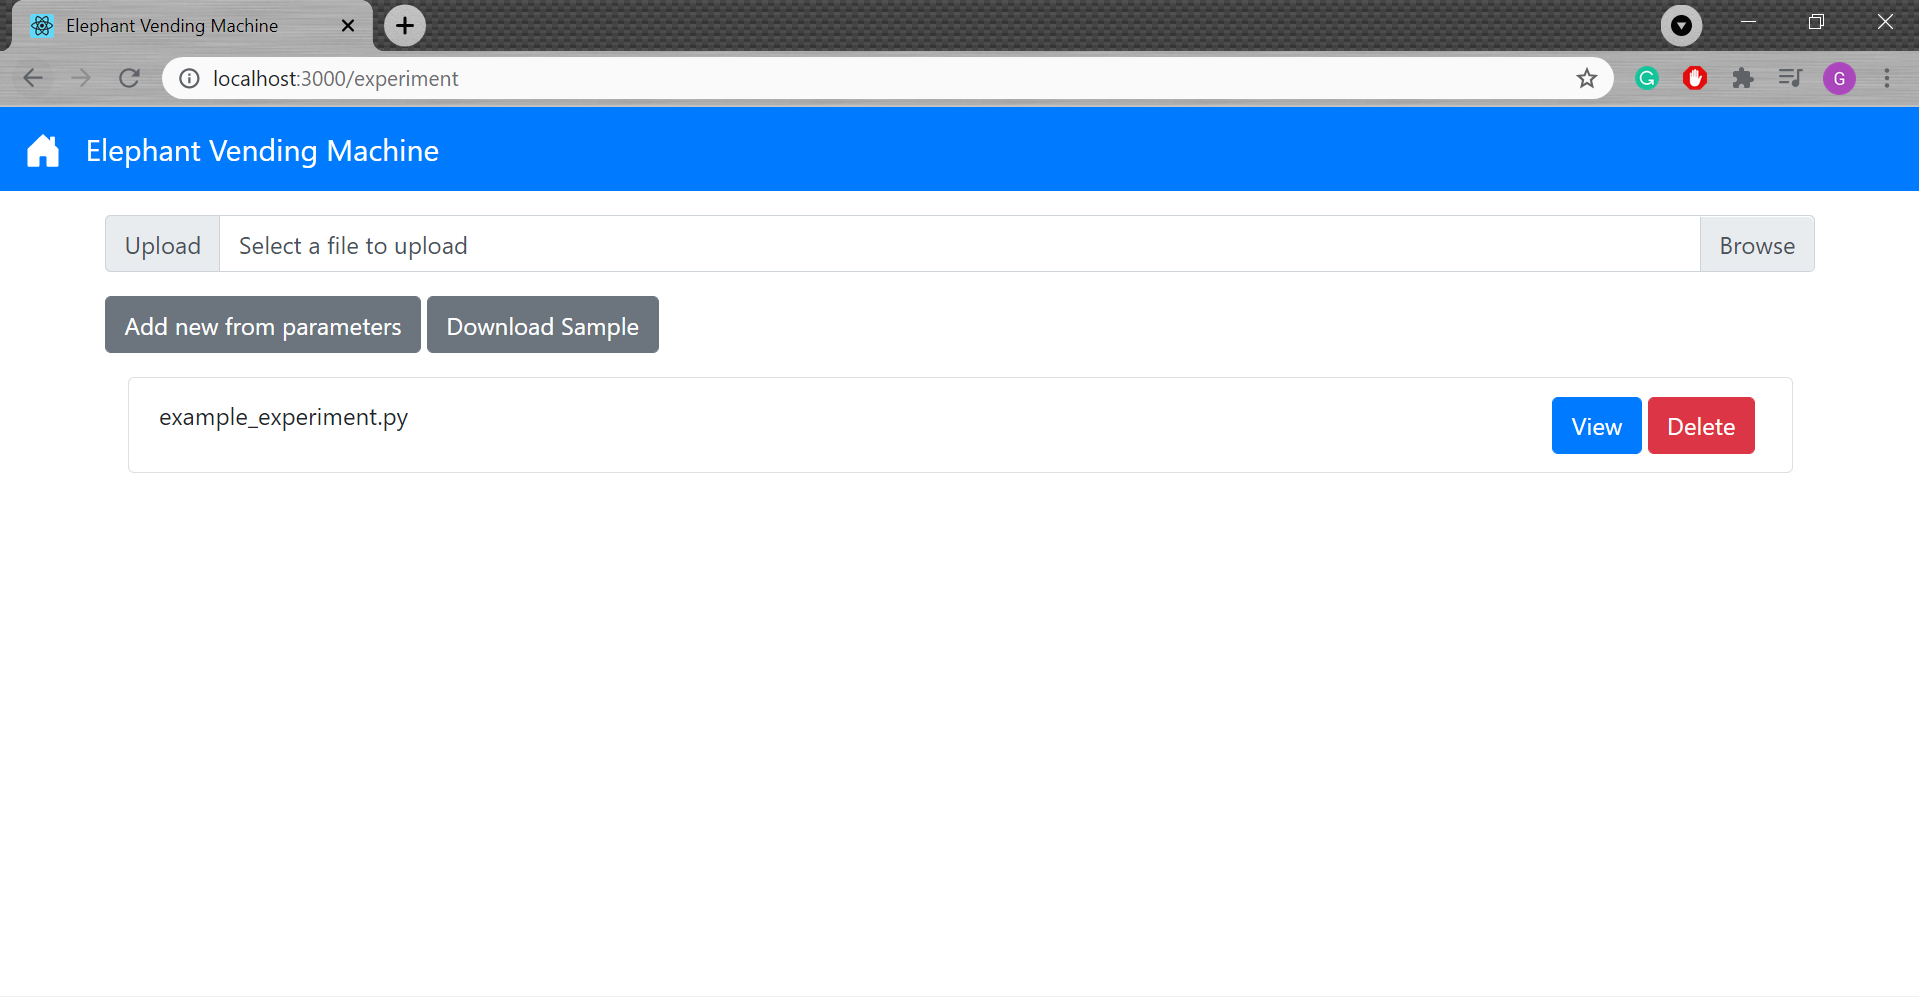 Elephant Vending Machine
localhost:3000/experiment
G
G
Elephant Vending Machine
Upload Select a file to upload Browse
Add new from parameters Download Sample
example_experiment.py View Delete